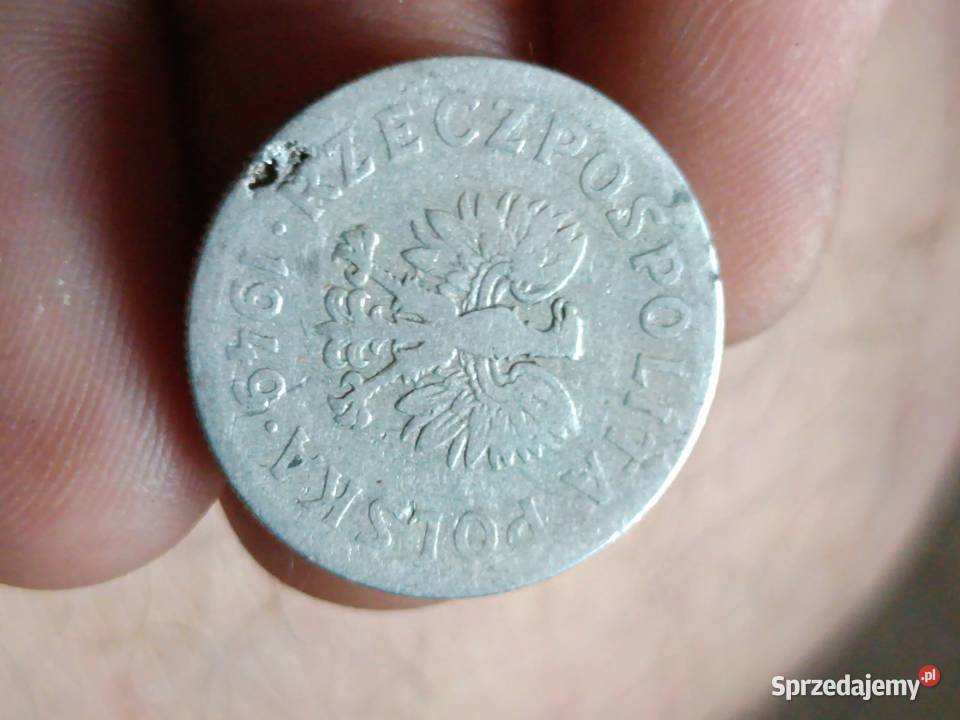 RZECZPOSPOLITA POLSKA · 1949 ·
Sprzedajemy.pl